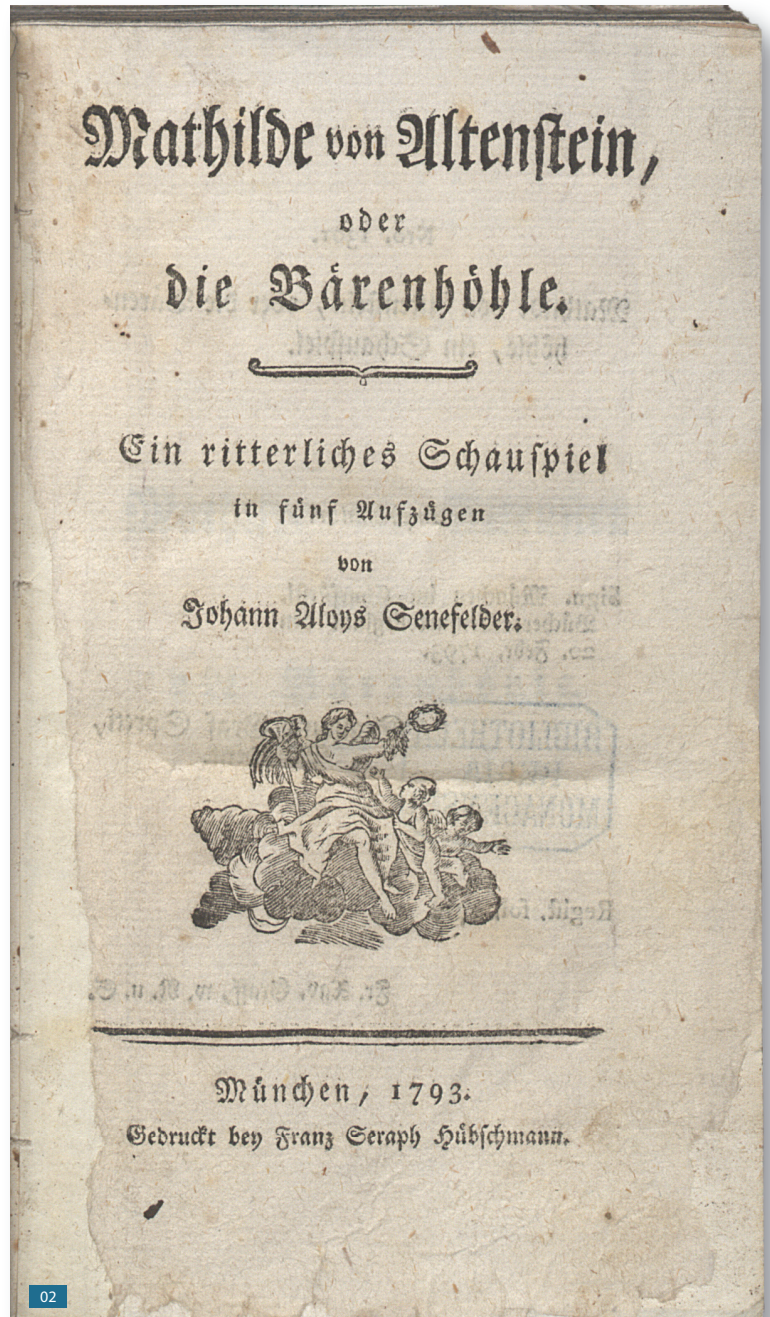 Mathilde von Altenstein,
oder
die Bärenhöhle.
Ein ritterliches Schauspiel
in fünf Aufzügen
von
Johann Aloys Senefelder.
München, 1793.
Gedruckt bey Franz Seraph Hübschmann.
02